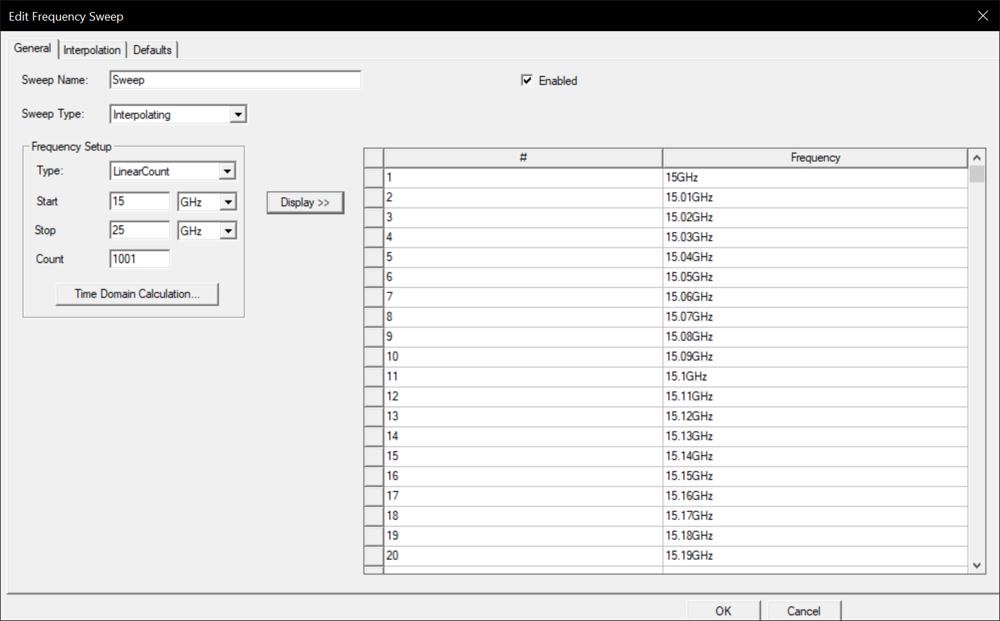 Edit Frequency Sweep
General Interpolation Defaults
Sweep Name: Sweep Enabled
Sweep Type: Interpolating
Frequency Setup
Type: LinearCount
Start 15 GHz
Stop 25 GHz
Count 1001
Time Domain Calculation...
Display >>
# Frequency
1 15GHz
2 15.01GHz
3 15.02GHz
4 15.03GHz
5 15.04GHz
6 15.05GHz
7 15.06GHz
8 15.07GHz
9 15.08GHz
10 15.09GHz
11 15.1GHz
12 15.11GHz
13 15.12GHz
14 15.13GHz
15 15.14GHz
16 15.15GHz
17 15.16GHz
18 15.17GHz
19 15.18GHz
20 15.19GHz
OK Cancel